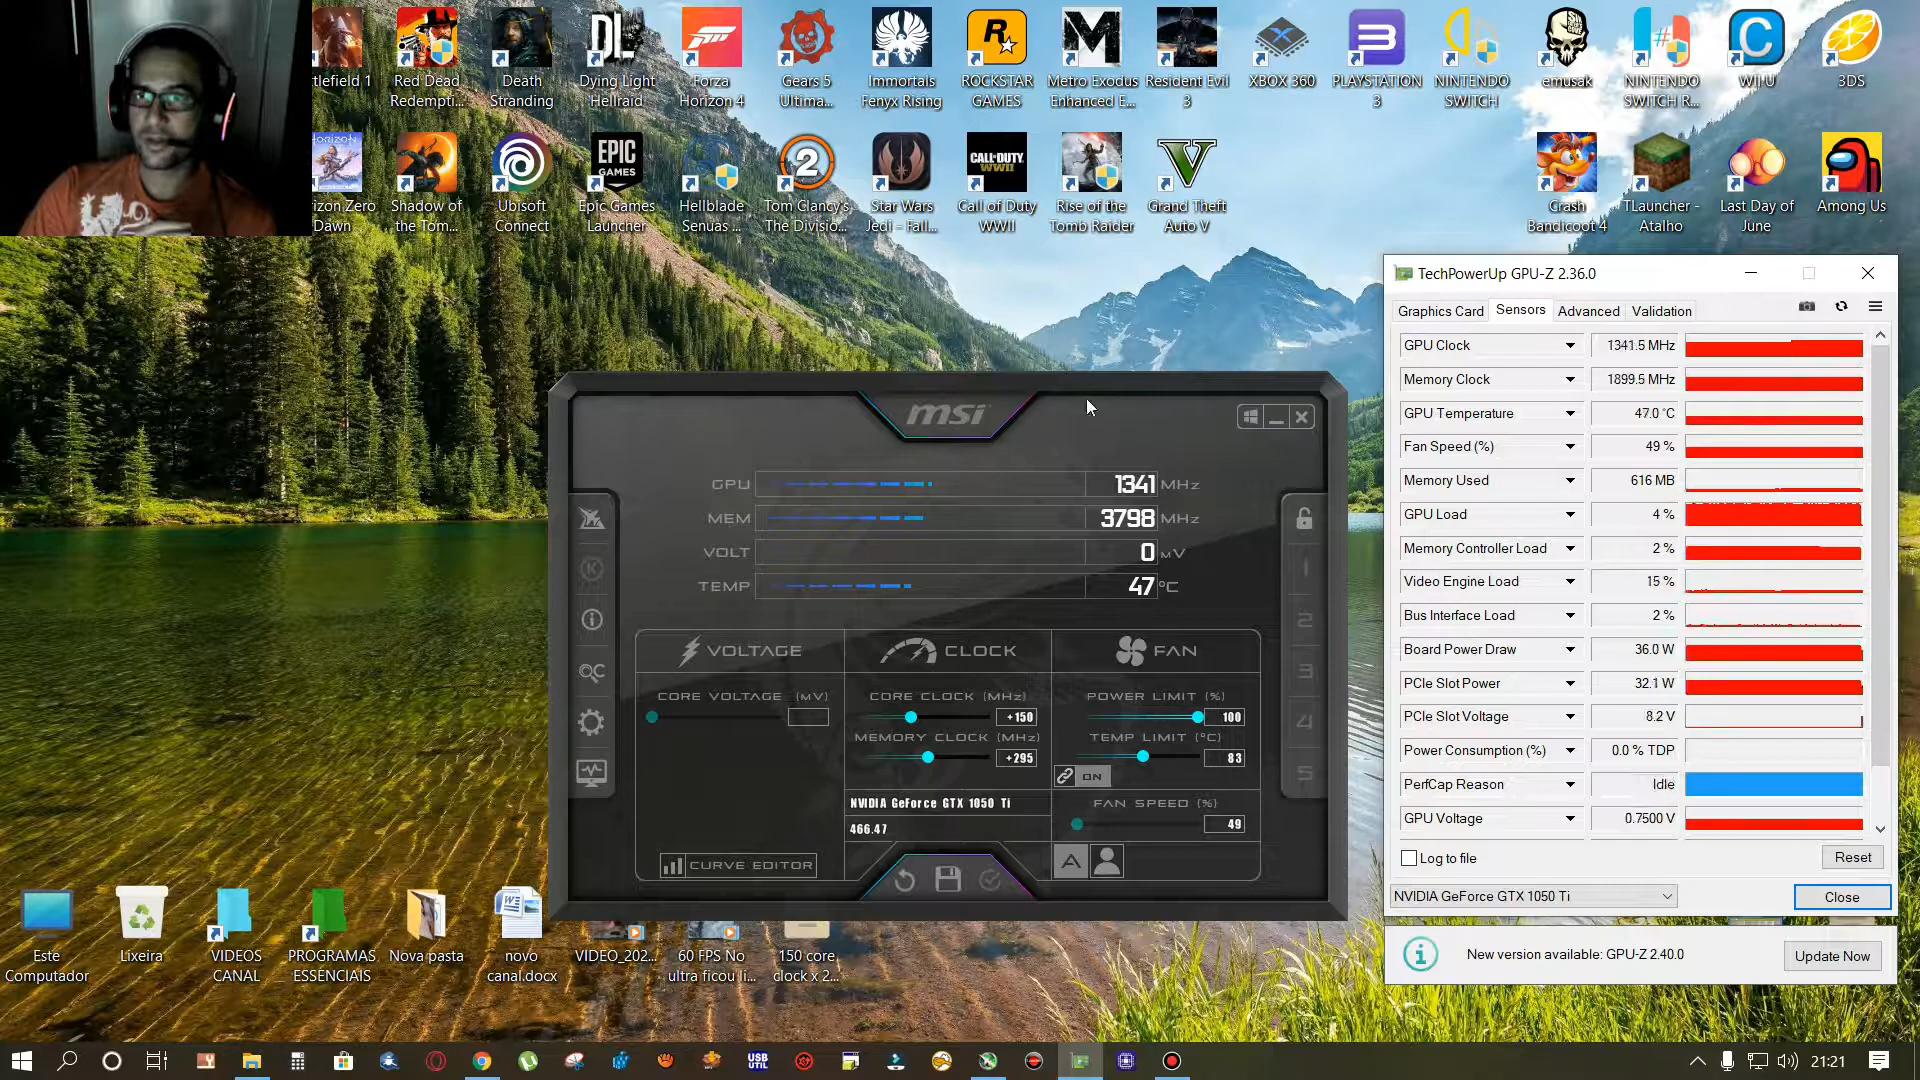 ttlefield 1
Red Dead
Redempti...
Death
Stranding
Dying Light
Hellraid
Forza
Horizon 4
Gears 5
Ultima...
Immortals
Fenyx Rising
ROCKSTAR
GAMES
Metro Exodus
Enhanced E...
Resident Evil
3
XBOX 360
PLAYSTATION
3
NINTENDO
SWITCH
emusak
NINTENDO
SWITCH R...
WII U
3DS
HORIZON
EPIC
GAMES
CALL·DUTY
WWII
rizon Zero
Dawn
Shadow of
the Tom...
Ubisoft
Connect
Epic Games
Launcher
Hellblade
Senuas ...
Tom Clancy's
The Divisio...
Star Wars
Jedi - Fall...
Call of Duty
WWII
Rise of the
Tomb Raider
Grand Theft
Auto V
Crash
Bandicoot 4
TLauncher -
Atalho
Last Day of
June
Among Us
TechPowerUp GPU-Z 2.36.0
Graphics Card Sensors Advanced Validation
GPU Clock 1341.5 MHz
Memory Clock 1899.5 MHz
GPU Temperature 47.0 °C
Fan Speed (%) 49 %
Memory Used 616 MB
GPU Load 4 %
Memory Controller Load 2 %
Video Engine Load 15 %
Bus Interface Load 2 %
Board Power Draw 36.0 W
PCIe Slot Power 32.1 W
PCIe Slot Voltage 8.2 V
Power Consumption (%) 0.0 % TDP
PerfCap Reason Idle
GPU Voltage 0.7500 V
Log to file Reset
NVIDIA GeForce GTX 1050 Ti Close
New version available: GPU-Z 2.40.0 Update Now
msi
GPU 1341 MHz
MEM 3798 MHz
VOLT 0 mV
TEMP 47 °C
1
2
3
4
5
VOLTAGE
CORE VOLTAGE (MV)
CURVE EDITOR
CLOCK
CORE CLOCK (MHz)
+150
MEMORY CLOCK (MHz)
+295
NVIDIA GeForce GTX 1050 Ti
466.47
FAN
POWER LIMIT (%)
100
TEMP LIMIT (°C)
83
ON
FAN SPEED (%)
49
A
Este
Computador
Lixeira
VIDEOS
CANAL
PROGRAMAS
ESSENCIAIS
Nova pasta
novo
canal.docx
VIDEO_202...
60 FPS No
ultra ficou li...
150 core
clock x 2...
USB
UTIL
21:21